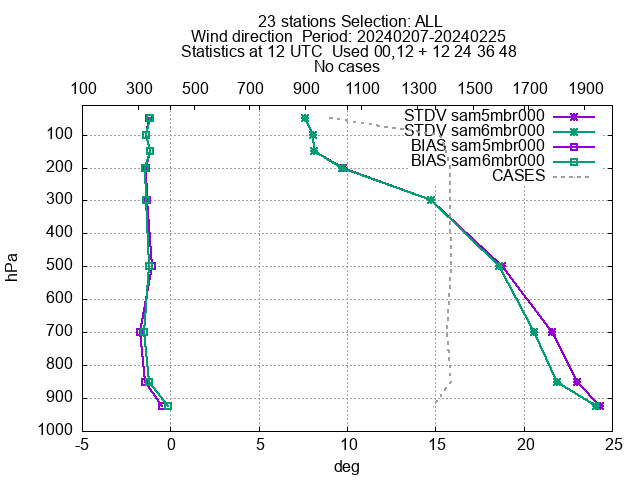 23 stations Selection: ALL
Wind direction  Period: 20240207-20240225
Statistics at 12 UTC  Used 00,12 + 12 24 36 48
No cases
100 300 500 700 900 1100 1300 1500 1700 1900
STDV sam5mbr000
STDV sam6mbr000
BIAS sam5mbr000
BIAS sam6mbr000
CASES
100
200
300
400
500
600
700
800
900
1000
hPa
-5 0 5 10 15 20 25
deg